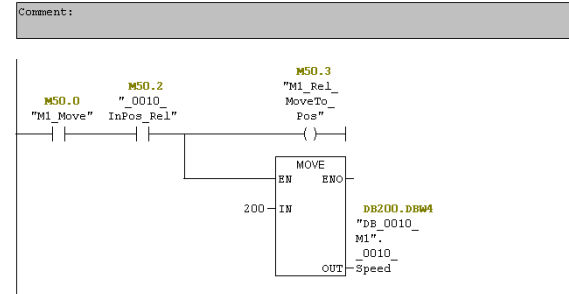 Comment:
M50.3
M50.2
"M1_Rel_
M50.0
"_0010_
MoveTo_
"M1_Move"
InPos_Rel"
Pos"
MOVE
EN
ENO
200
IN
DB200.DBW4
"DB_0010_
M1".
_0010_
OUT
Speed